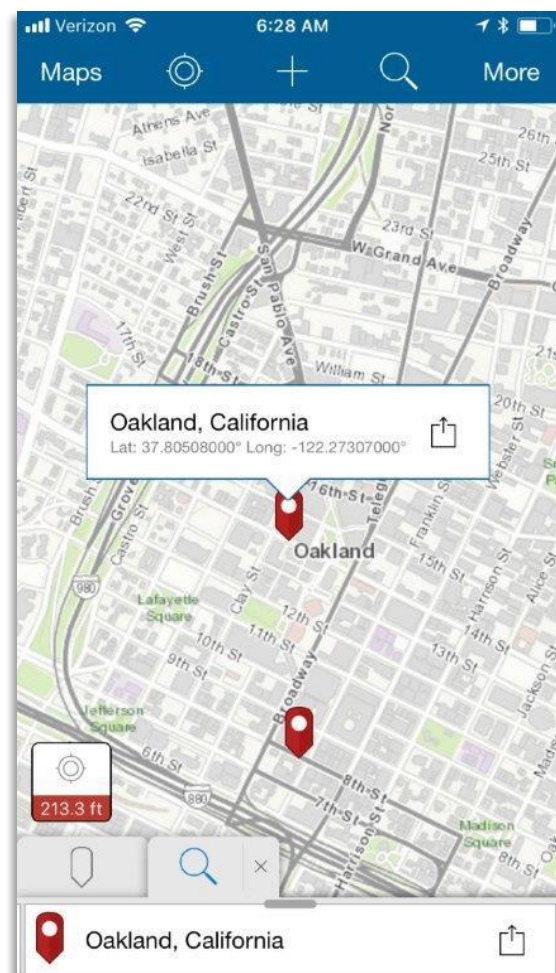 Verizon 6:28 AM
Maps More
Athens Ave
Isabella St
26th
25th St
22nd St
West St
23rd St
W Grand Ave
Broadway
Brush St
Castro St
San Pablo Ave
17th St
18th St
William St
20th St
Webster St
Oakland, California
Lat: 37.80508000° Long: -122.27307000°
Brush St
Grove
Castro St
16th St
Franklin St
Oakland
15th St
Harrison St
Alice St
980
Lafayette
Square
Clay St
12th St
14th St
11th St
10th St
13th St
9th St
Broadway
Jackson St
Jefferson
Square
6th St
8th St
880
7th St
213.3 ft
Madison
Square
8th St
Harrison St
Oakland, California